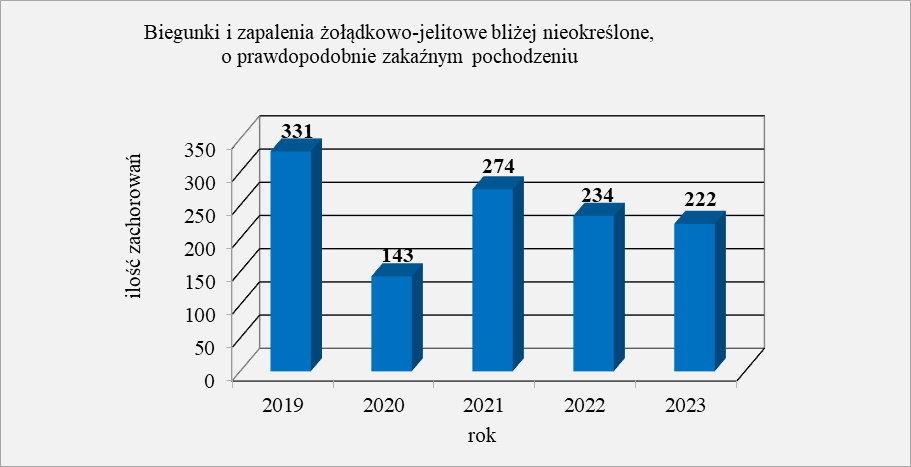 Biegunki i zapalenia żołądkowo-jelitowe bliżej nieokreślone,
o prawdopodobnie zakaźnym pochodzeniu
ilość zachorowań
350
300
250
200
150
100
50
0
331
143
274
234
222
2019 2020 2021 2022 2023
rok